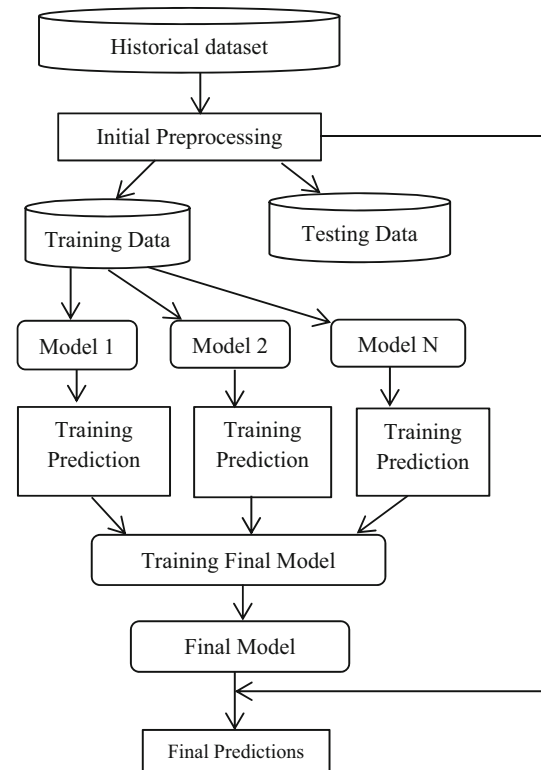 Historical dataset
Initial Preprocessing
Training Data
Testing Data
Model 1
Model 2
Model N
Training
Prediction
Training
Prediction
Training
Prediction
Training Final Model
Final Model
Final Predictions